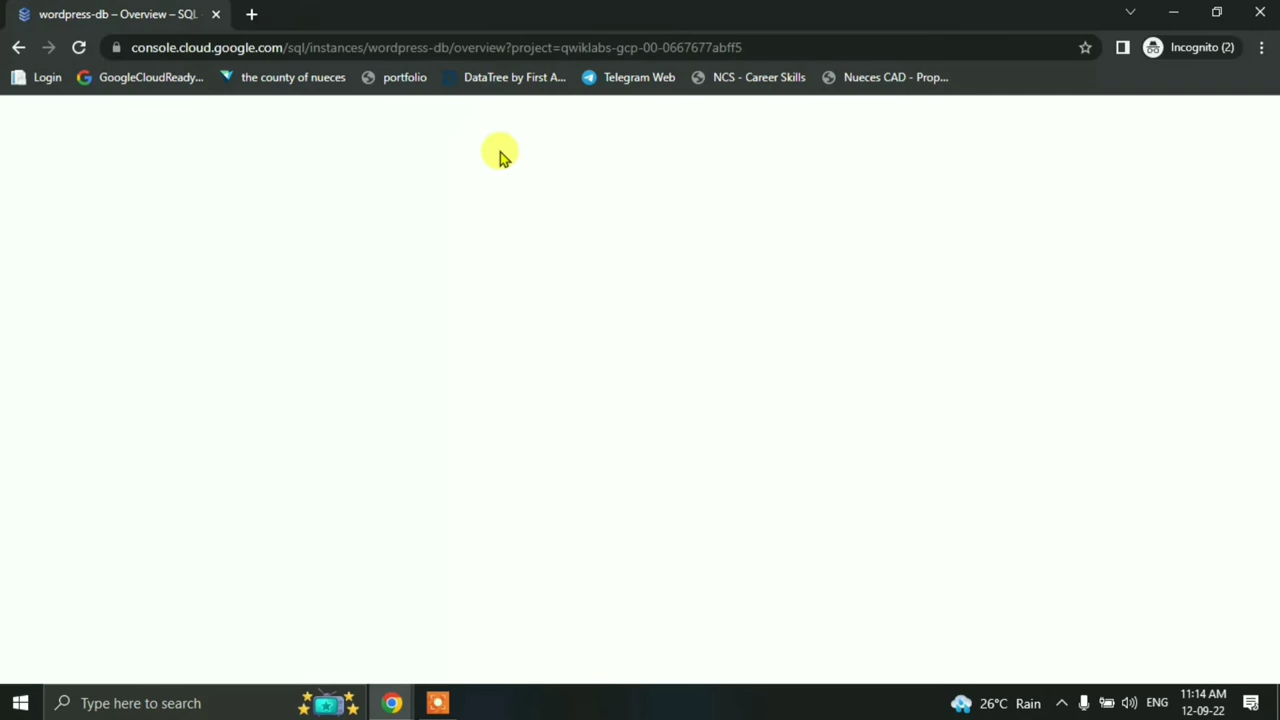 wordpress-db – Overview – SQL
console.cloud.google.com/sql/instances/wordpress-db/overview?project=qwiklabs-gcp-00-0667677abff5
Incognito (2)
Login
GoogleCloudReady...
the county of nueces
portfolio
DataTree by First A...
Telegram Web
NCS - Career Skills
Nueces CAD - Prop...
Type here to search
26°C Rain
ENG
11:14 AM
12-09-22